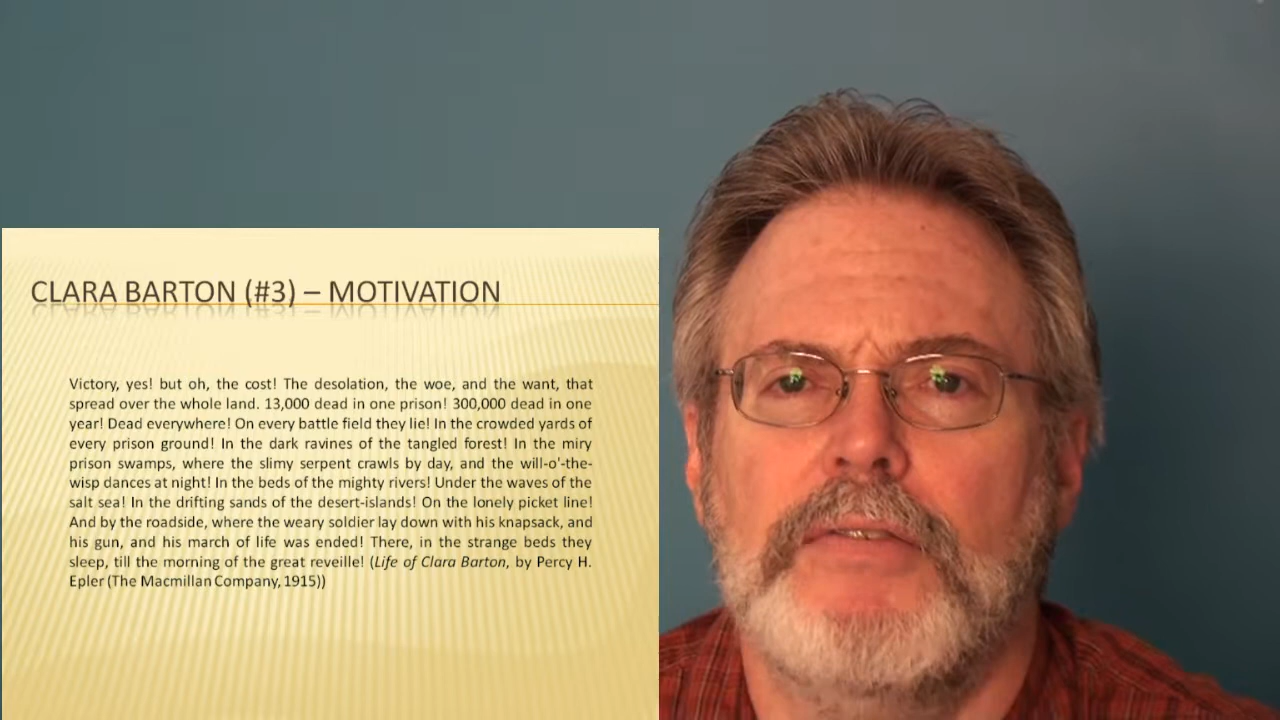 CLARA BARTON (#3) – MOTIVATION
Victory, yes! but oh, the cost! The desolation, the woe, and the want, that
spread over the whole land. 13,000 dead in one prison! 300,000 dead in one
year! Dead everywhere! On every battle field they lie! In the crowded yards of
every prison ground! In the dark ravines of the tangled forest! In the miry
prison swamps, where the slimy serpent crawls by day, and the will-o'-the-
wisp dances at night! In the beds of the mighty rivers! Under the waves of the
salt sea! In the drifting sands of the desert-islands! On the lonely picket line!
And by the roadside, where the weary soldier lay down with his knapsack, and
his gun, and his march of life was ended! There, in the strange beds they
sleep, till the morning of the great reveille! (Life of Clara Barton, by Percy H.
Epler (The Macmillan Company, 1915))